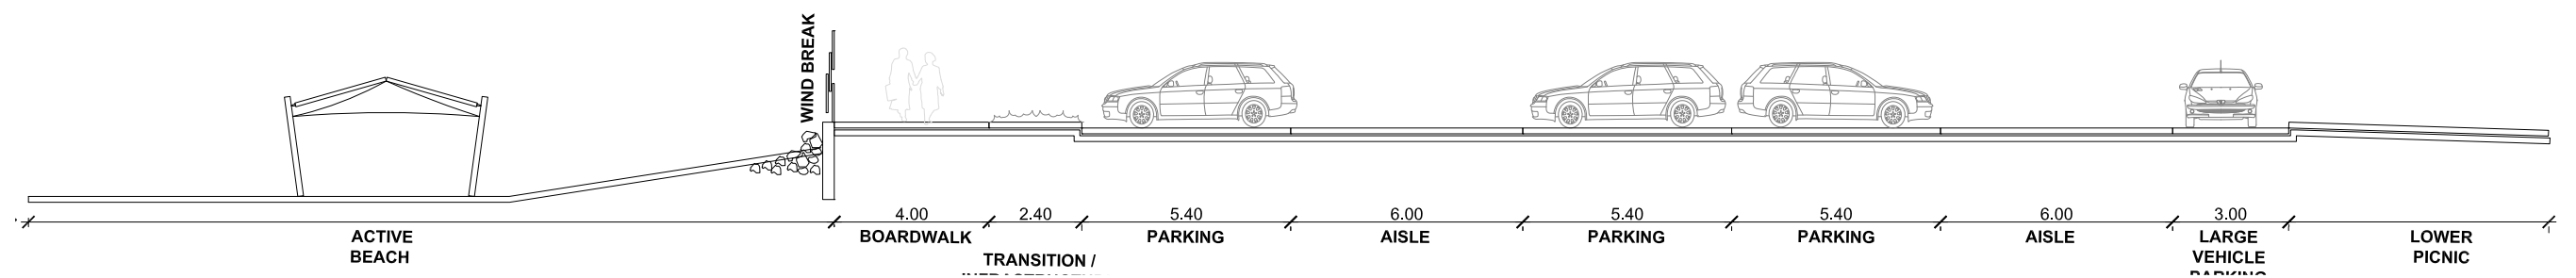 WIND BREAK
4.00 2.40 5.40 6.00 5.40 5.40 6.00 3.00
ACTIVE BEACH
BOARDWALK
TRANSITION /
PARKING
AISLE
PARKING
PARKING
AISLE
LARGE
VEHICLE
PARKING
LOWER
PICNIC